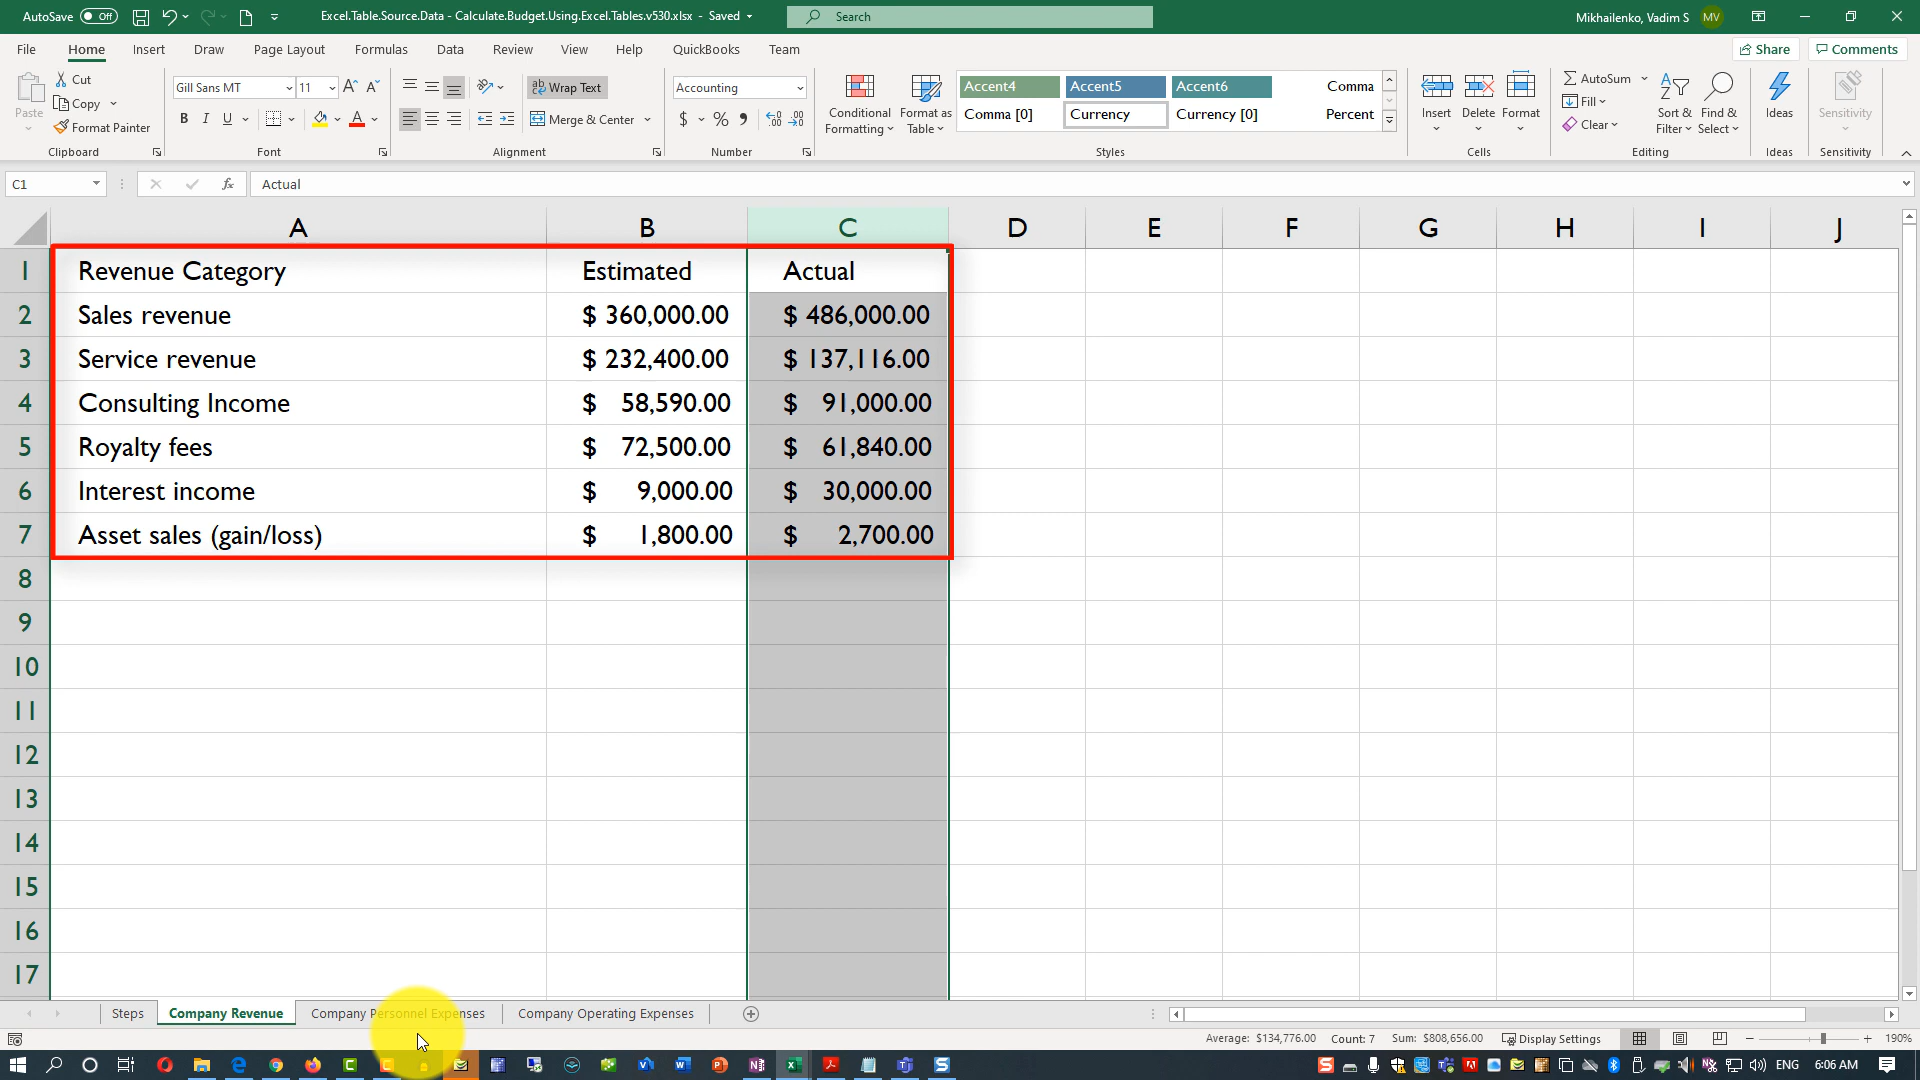 AutoSave Off Excel.Table.Source.Data - Calculate.Budget.Using.Excel.Tables.v530.xlsx - Saved Search Mikhailenko, Vadim S MV
File Home Insert Draw Page Layout Formulas Data Review View Help QuickBooks Team Share Comments
Paste Cut Copy Format Painter Clipboard
Gill Sans MT 11 A A B I U A Font
ab Wrap Text Merge & Center Alignment
Accounting $ % , Number
Conditional Formatting Format as Table
Accent4 Accent5 Accent6 Comma
Comma [0] Currency Currency [0] Percent
Styles
Insert Delete Format Cells
AutoSum Fill Clear Sort & Filter Find & Select Editing
Ideas Ideas
Sensitivity Sensitivity
C1 fx Actual
A B C D E F G H I J
1 Revenue Category Estimated Actual
2 Sales revenue $ 360,000.00 $ 486,000.00
3 Service revenue $ 232,400.00 $ 137,116.00
4 Consulting Income $ 58,590.00 $ 91,000.00
5 Royalty fees $ 72,500.00 $ 61,840.00
6 Interest income $ 9,000.00 $ 30,000.00
7 Asset sales (gain/loss) $ 1,800.00 $ 2,700.00
8
9
10
11
12
13
14
15
16
17
Steps Company Revenue Company Personnel Expenses Company Operating Expenses
Average: $134,776.00 Count: 7 Sum: $808,656.00 Display Settings 190%
ENG 6:06 AM